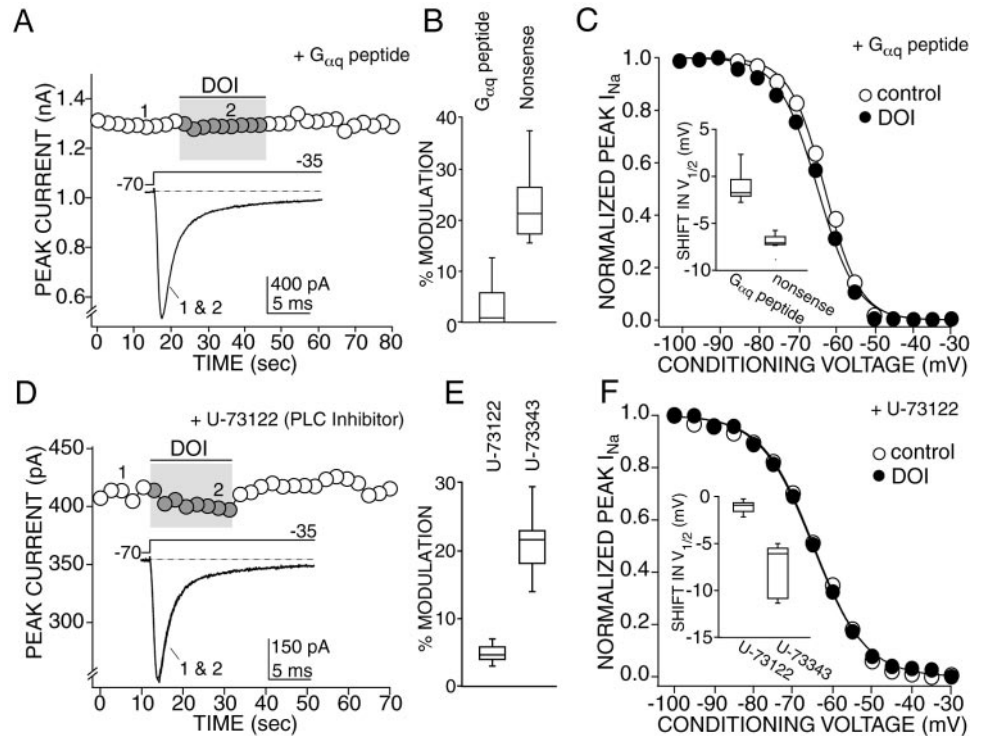 A
+ Gαq peptide
DOI
1
2
-35
-70
1 & 2
400 pA
5 ms
PEAK CURRENT (nA)
1.4
1.2
1.0
0.8
0.6
0 10 20 30 40 50 60 70 80
TIME (sec)
B
Gαq peptide
Nonsense
% MODULATION
40
30
20
10
0
C
+ Gαq peptide
control
DOI
NORMALIZED PEAK INa
1.0
0.8
0.6
0.4
0.2
0.0
SHIFT IN V1/2 (mV)
5
0
-5
-10
Gαq peptide
nonsense
-100 -90 -80 -70 -60 -50 -40 -30
CONDITIONING VOLTAGE (mV)
D
+ U-73122 (PLC Inhibitor)
DOI
1
2
-35
-70
1 & 2
150 pA
5 ms
PEAK CURRENT (pA)
450
400
350
300
0 10 20 30 40 50 60 70
TIME (sec)
E
U-73122
U-73343
% MODULATION
30
20
10
0
F
+ U-73122
control
DOI
NORMALIZED PEAK INa
1.0
0.8
0.6
0.4
0.2
0.0
SHIFT IN V1/2 (mV)
0
-5
-10
-15
U-73122
U-73343
-100 -90 -80 -70 -60 -50 -40 -30
CONDITIONING VOLTAGE (mV)